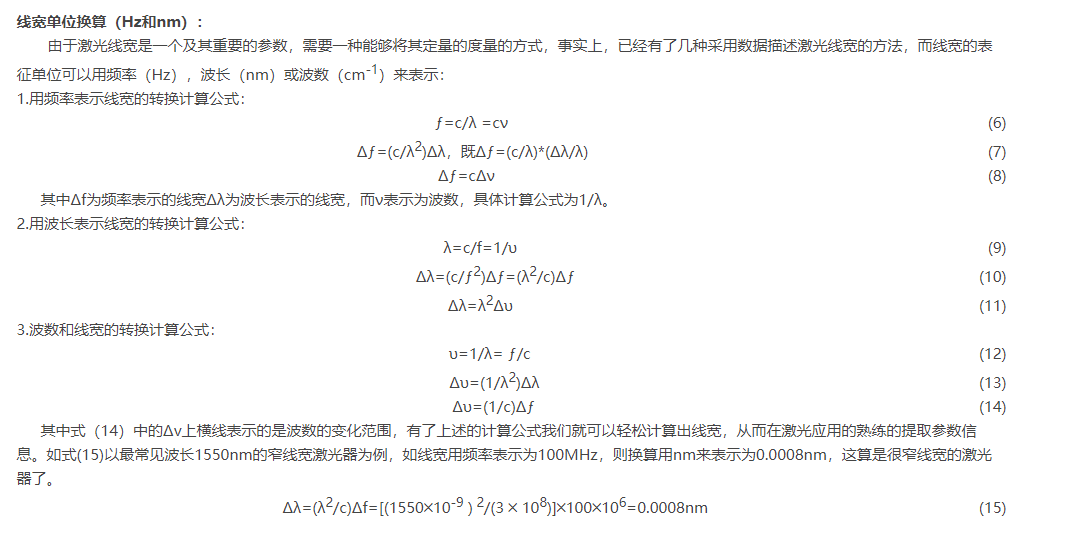 线宽单位换算（Hz和nm）：
由于激光线宽是一个及其重要的参数，需要一种能够将其定量的度量的方式，事实上，已经有了几种采用数据描述激光线宽的方法，而线宽的表
征单位可以用频率（Hz），波长（nm）或波数（cm⁻¹）来表示：
1.用频率表示线宽的转换计算公式：
ƒ=c/λ =cν (6)
Δƒ=(c/λ²)Δλ，既Δƒ=(c/λ)*(Δλ/λ) (7)
Δƒ=cΔν (8)
其中Δf为频率表示的线宽Δλ为波长表示的线宽，而ν表示为波数，具体计算公式为1/λ。
2.用波长表示线宽的转换计算公式：
λ=c/f=1/υ (9)
Δλ=(c/ƒ²)Δƒ=(λ²/c)Δƒ (10)
Δλ=λ²Δυ (11)
3.波数和线宽的转换计算公式：
υ=1/λ= ƒ/c (12)
Δυ=(1/λ²)Δλ (13)
Δυ=(1/c)Δƒ (14)
其中式（14）中的Δv上横线表示的是波数的变化范围，有了上述的计算公式我们就可以轻松计算出线宽，从而在激光应用的熟练的提取参数信
息。如式(15)以最常见波长1550nm的窄线宽激光器为例，如线宽用频率表示为100MHz，则换算用nm来表示为0.0008nm，这算是很窄线宽的激光
器了。
Δλ=(λ²/c)Δf=[(1550×10⁻⁹ ) ²/(3 × 10⁸)]×100×10⁶=0.0008nm (15)